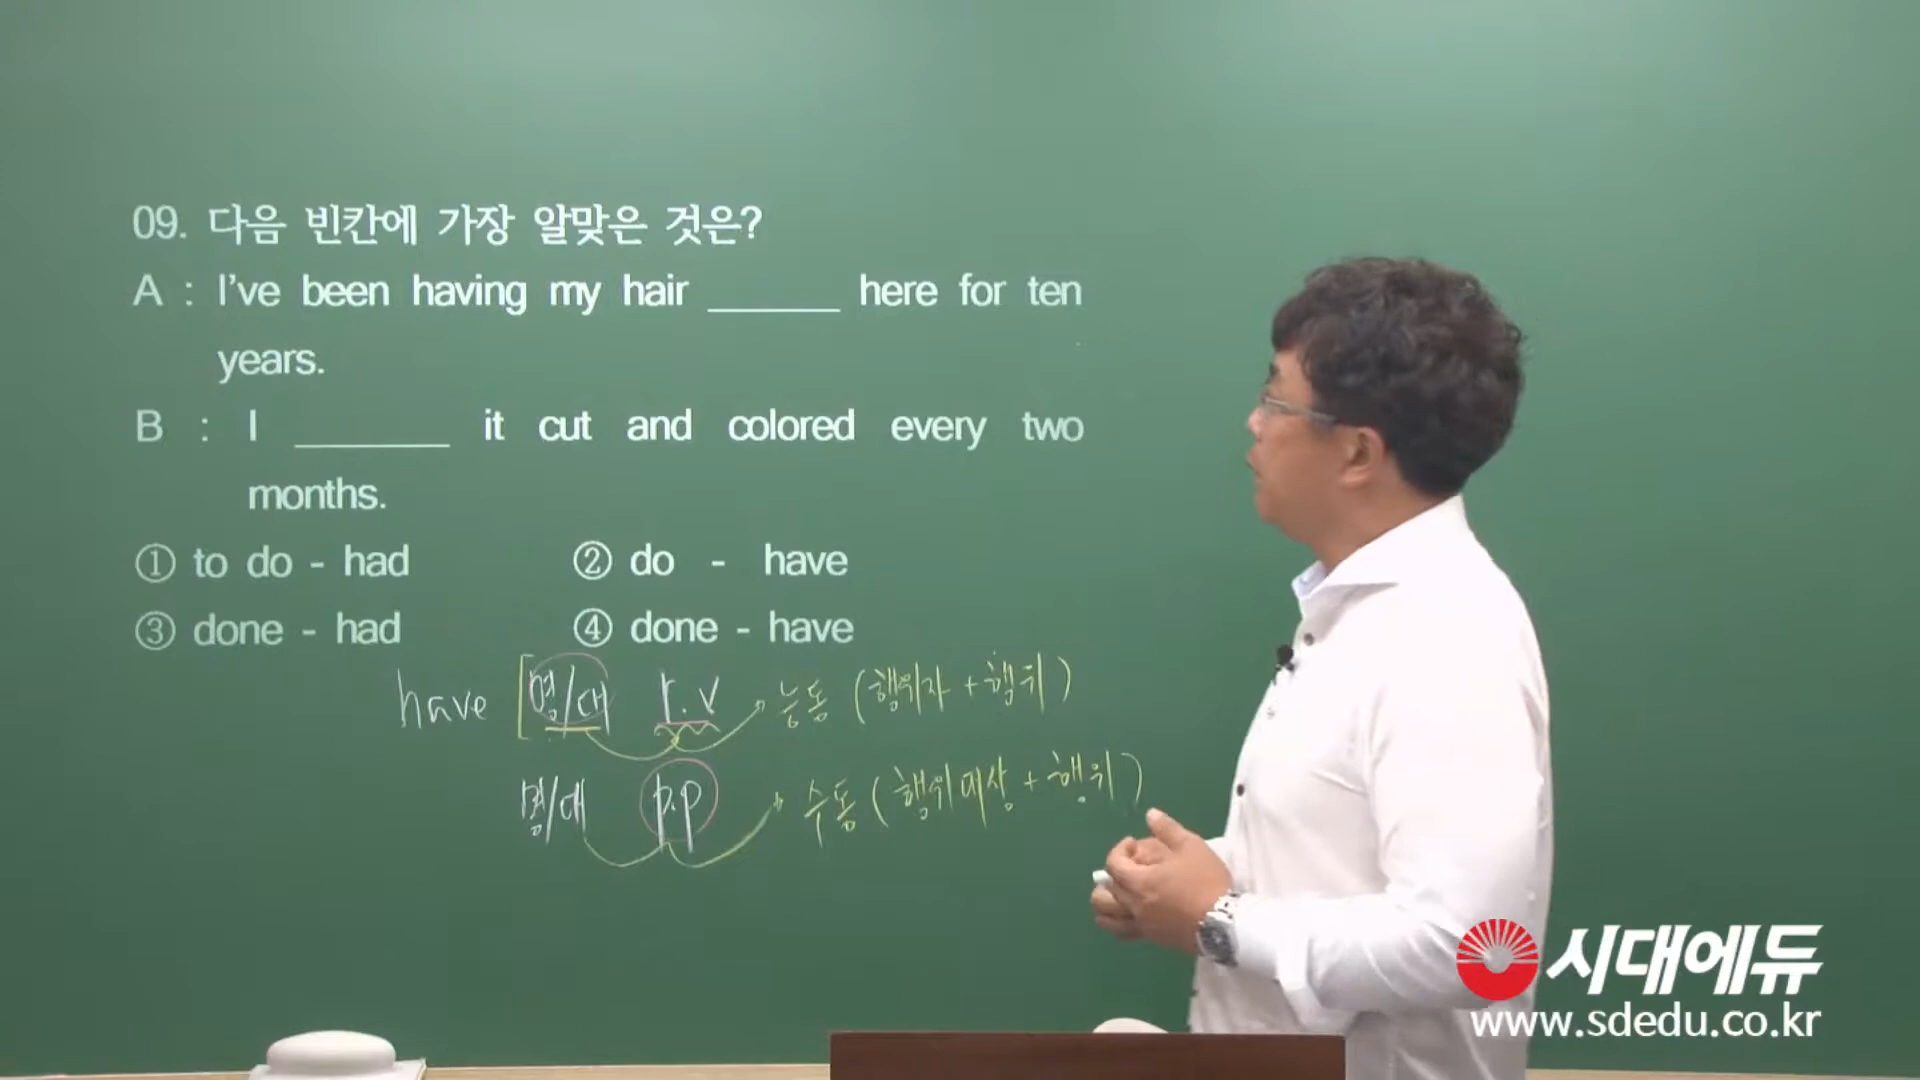 09. 다음 빈칸에 가장 알맞은 것은?
A : I've been having my hair ______ here for ten
years.
B : I _______ it cut and colored every two
months.
① to do - had ② do - have
③ done - had ④ done - have
have [명/대 r.v 능동 (행위자 + 행위)
명/대 p.p 수동 (행위대상 + 행위)
시대에듀
www.sdedu.co.kr